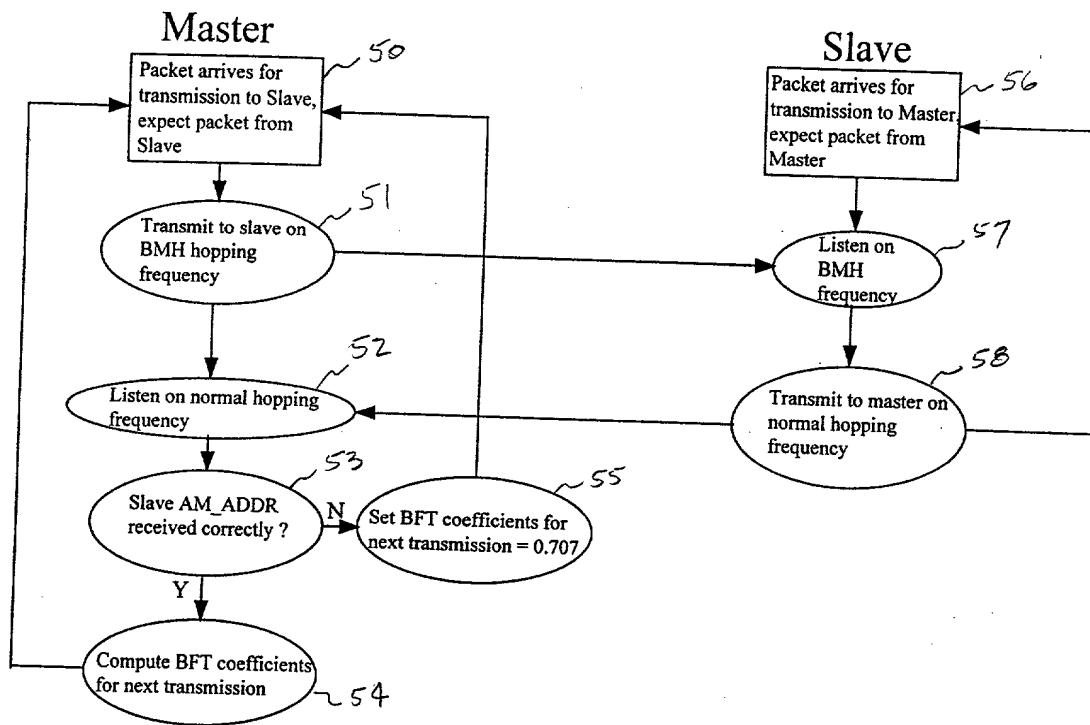 Master
50
Packet arrives for
transmission to Slave,
expect packet from
Slave
51
Transmit to slave on
BMH hopping
frequency
52
Listen on normal hopping
frequency
53
Slave AM_ADDR
received correctly ?
N
Y
55
Set BFT coefficients for
next transmission = 0.707
Compute BFT coefficients
for next transmission
54
Slave
56
Packet arrives for
transmission to Master,
expect packet from
Master
57
Listen on
BMH
frequency
58
Transmit to master on
normal hopping
frequency